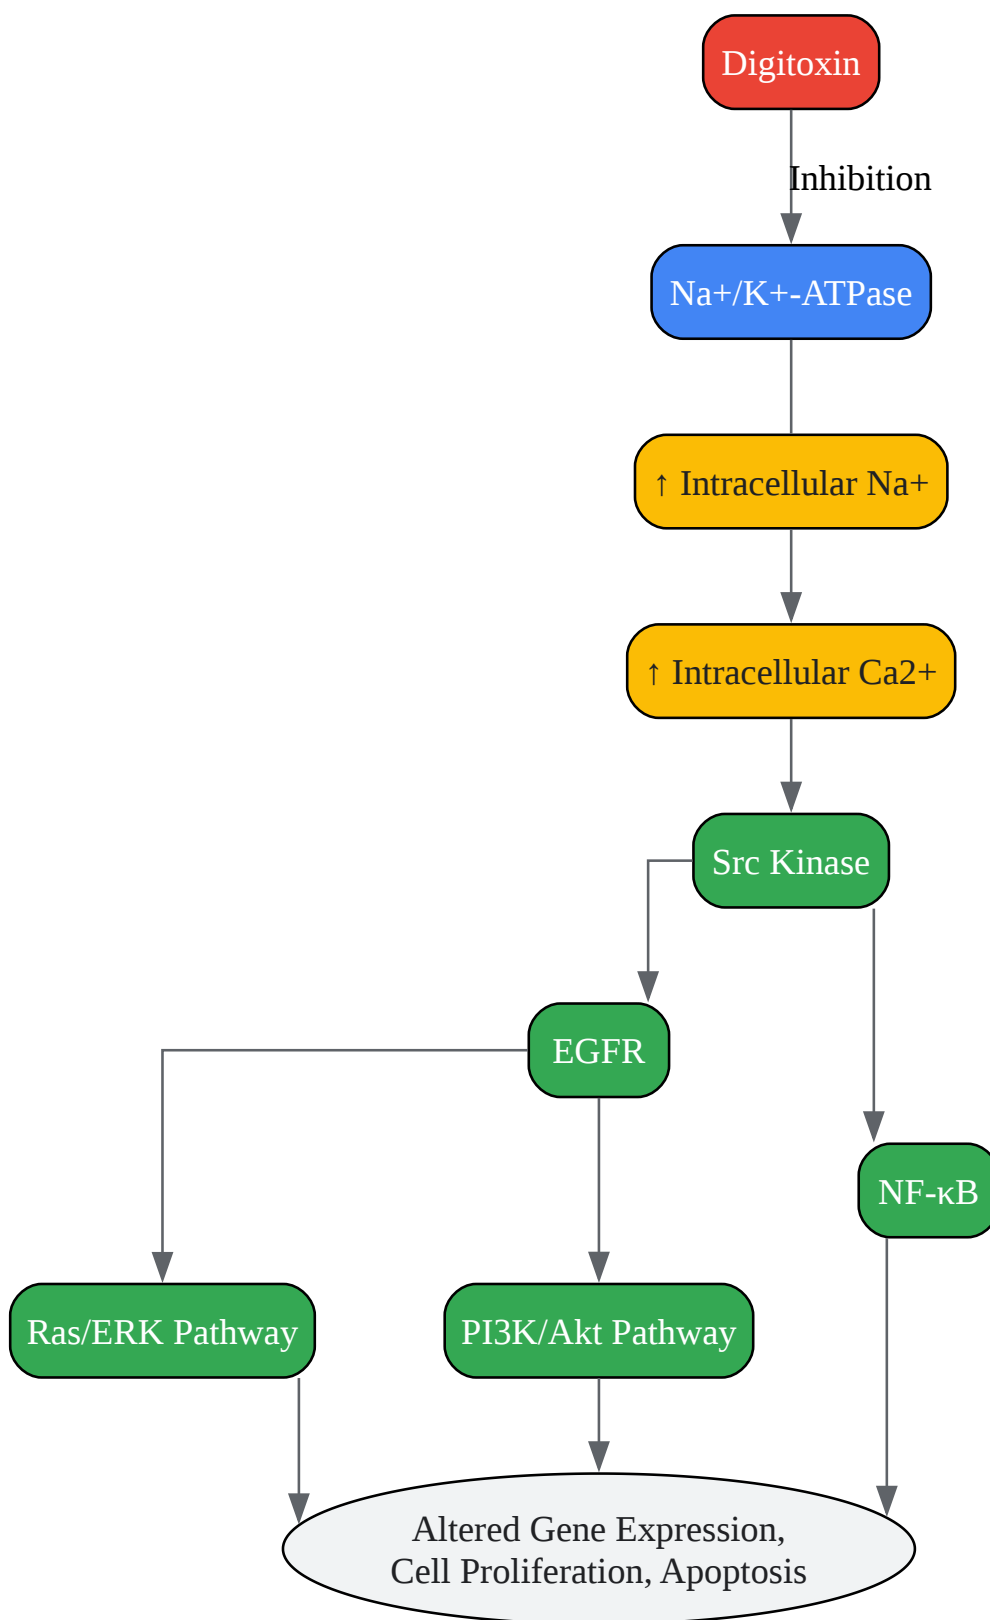 Digitoxin
Inhibition
Na+/K+-ATPase
↑ Intracellular Na+
↑ Intracellular Ca2+
Src Kinase
EGFR
NF-κB
Ras/ERK Pathway
PI3K/Akt Pathway
Altered Gene Expression,
Cell Proliferation, Apoptosis